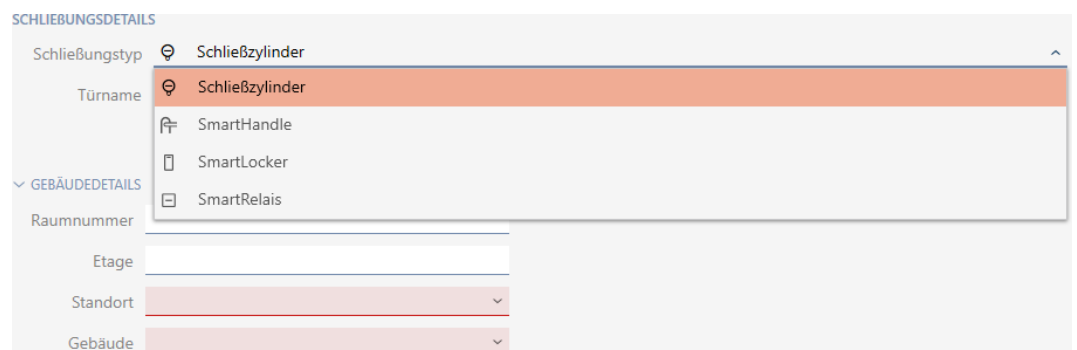 SCHLIEßUNGSDETAILS
Schließungstyp Schließzylinder
Türname Schließzylinder
SmartHandle
SmartLocker
GEBÄUDEDETAILS
SmartRelais
Raumnummer
Etage
Standort
Gebäude